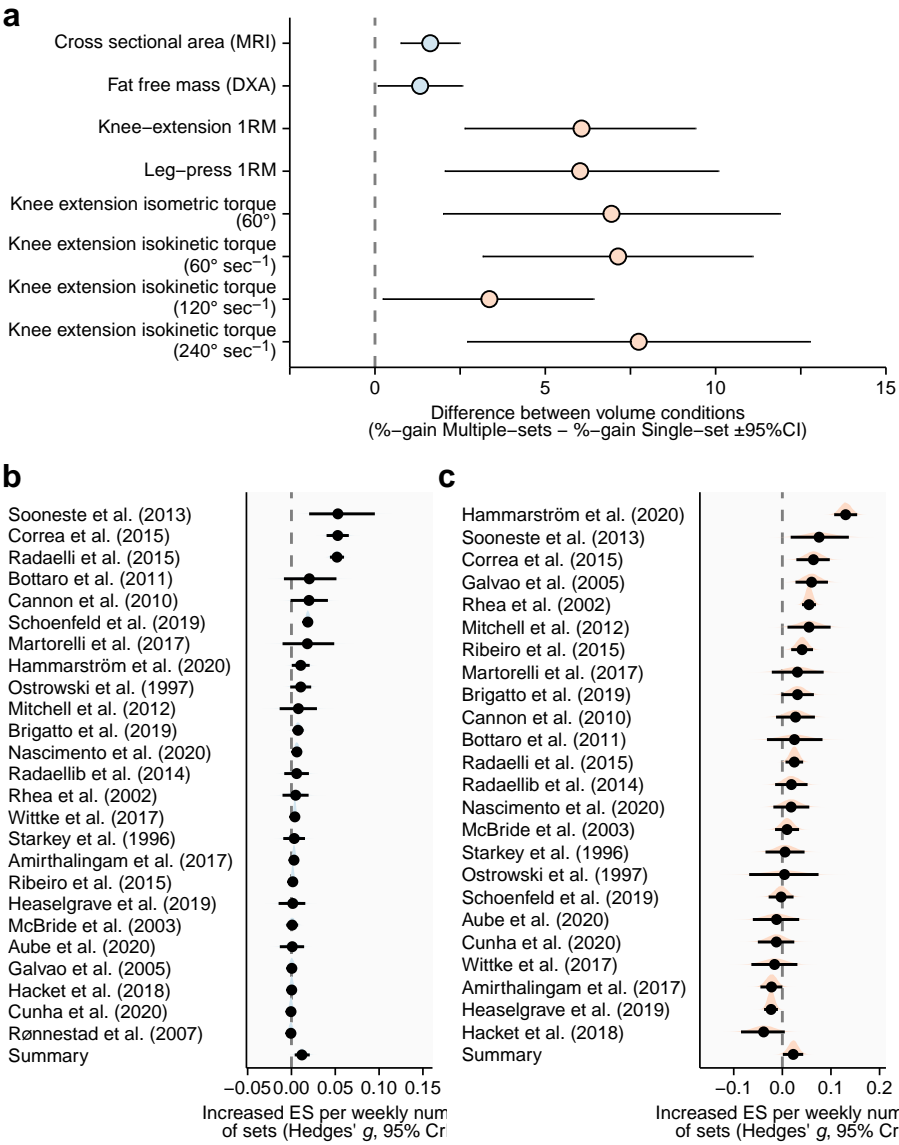 a
Cross sectional area (MRI)
Fat free mass (DXA)
Knee−extension 1RM
Leg−press 1RM
Knee extension isometric torque
(60°)
Knee extension isokinetic torque
(60° sec⁻¹)
Knee extension isokinetic torque
(120° sec⁻¹)
Knee extension isokinetic torque
(240° sec⁻¹)
0 5 10 15
Difference between volume conditions
(%−gain Multiple−sets − %−gain Single−set ±95%CI)
b
Sooneste et al. (2013)
Correa et al. (2015)
Radaelli et al. (2015)
Bottaro et al. (2011)
Cannon et al. (2010)
Schoenfeld et al. (2019)
Martorelli et al. (2017)
Hammarström et al. (2020)
Ostrowski et al. (1997)
Mitchell et al. (2012)
Brigatto et al. (2019)
Nascimento et al. (2020)
Radaellib et al. (2014)
Rhea et al. (2002)
Wittke et al. (2017)
Starkey et al. (1996)
Amirthalingam et al. (2017)
Ribeiro et al. (2015)
Heaselgrave et al. (2019)
McBride et al. (2003)
Aube et al. (2020)
Galvao et al. (2005)
Hacket et al. (2018)
Cunha et al. (2020)
Rønnestad et al. (2007)
Summary
−0.05 0.00 0.05 0.10 0.15
Increased ES per weekly num
of sets (Hedges' g, 95% Cr
c
Hammarström et al. (2020)
Sooneste et al. (2013)
Correa et al. (2015)
Galvao et al. (2005)
Rhea et al. (2002)
Mitchell et al. (2012)
Ribeiro et al. (2015)
Martorelli et al. (2017)
Brigatto et al. (2019)
Cannon et al. (2010)
Bottaro et al. (2011)
Radaelli et al. (2015)
Radaellib et al. (2014)
Nascimento et al. (2020)
McBride et al. (2003)
Starkey et al. (1996)
Ostrowski et al. (1997)
Schoenfeld et al. (2019)
Aube et al. (2020)
Cunha et al. (2020)
Wittke et al. (2017)
Amirthalingam et al. (2017)
Heaselgrave et al. (2019)
Hacket et al. (2018)
Summary
−0.1 0.0 0.1 0.2
Increased ES per weekly num
of sets (Hedges' g, 95% Cr